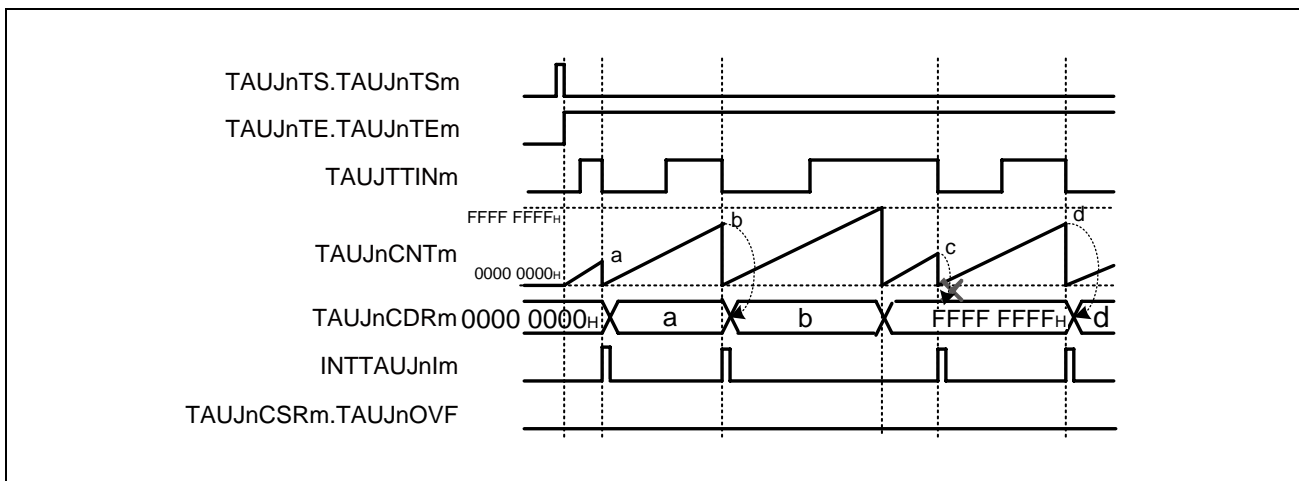 TAUJnTS.TAUJnTSm
TAUJnTE.TAUJnTEm
TAUJTTINm
FFFF FFFFH
b
d
TAUJnCNTm
a
c
0000 0000H
TAUJnCDRm 0000 0000H a b FFFF FFFFH d
INTTAUJnIm
TAUJnCSRm.TAUJnOVF